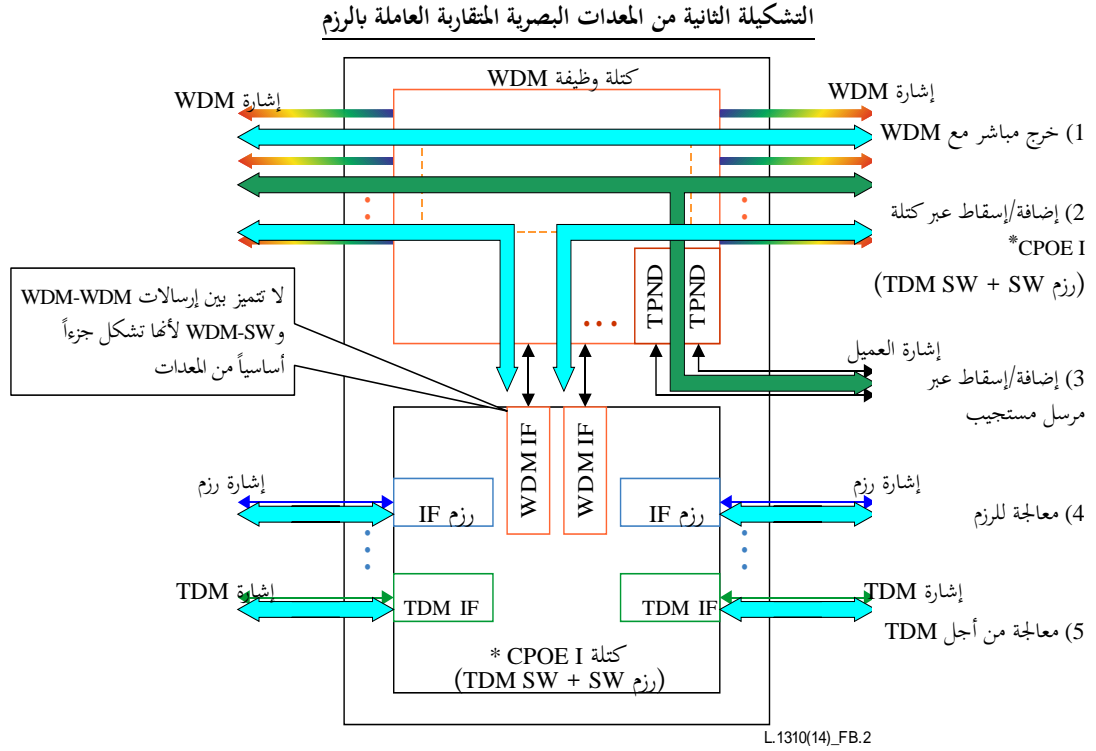 التشكيلة الثانية من المعدات البصرية المتقاربة العاملة بالرزم
كتلة وظيفة WDM
إشارة WDM
إشارة WDM
1) خرج مباشر مع WDM
2) إضافة/إسقاط عبر كتلة
CPOE I*
(رزم TDM SW + SW)
لا تتميز بين إرسالات WDM-WDM
وWDM-SW لأنها تشكل جزءاً
أساسياً من المعدات
TPND
TPND
إشارة العميل
3) إضافة/إسقاط عبر
مرسل مستجيب
WDM IF
WDM IF
إشارة رزم
إشارة رزم
رزم IF
رزم IF
4) معالجة للرزم
إشارة TDM
إشارة TDM
TDM IF
TDM IF
5) معالجة من أجل TDM
كتلة CPOE I *
(رزم TDM SW + SW)
L.1310(14)_FB.2